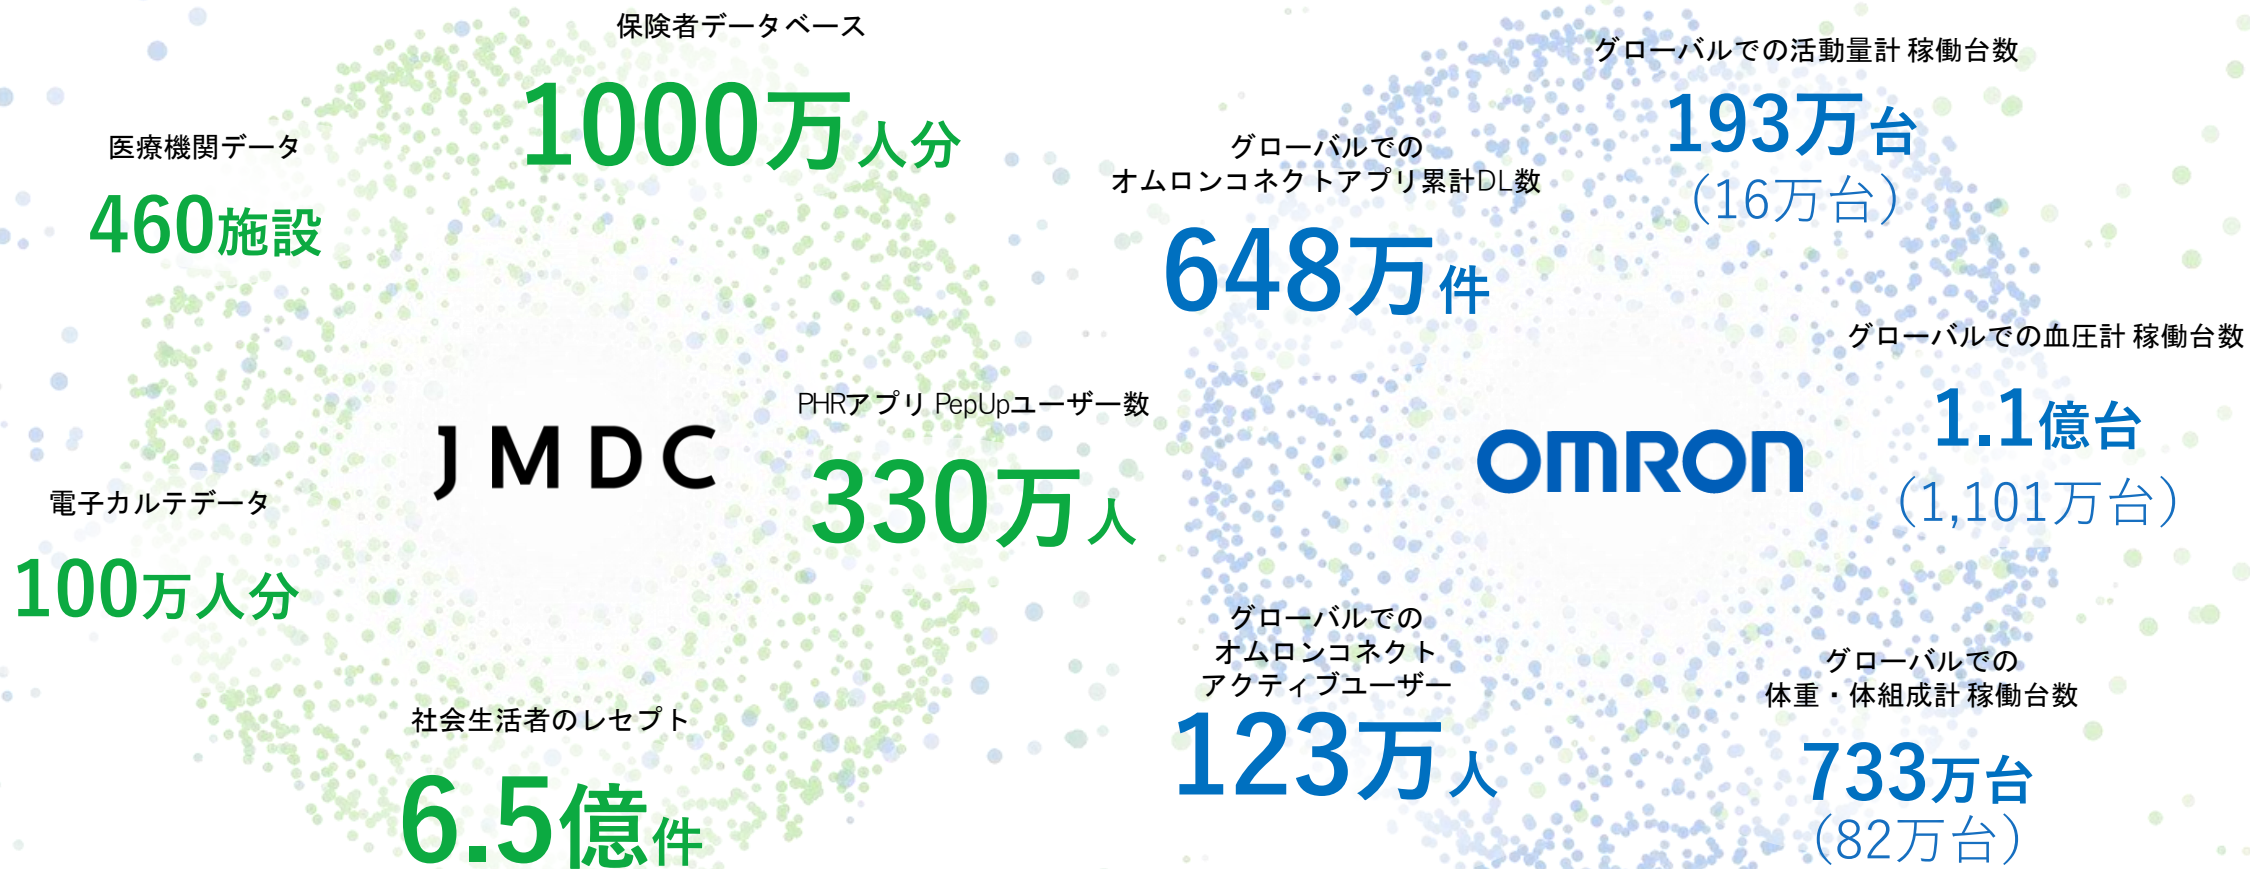 保険者データベース
1000万人分
医療機関データ
460施設
PHRアプリ PepUpユーザー数
330万人
JMDC
電子カルテデータ
100万人分
社会生活者のレセプト
6.5億件
グローバルでの活動量計 稼働台数
193万台
（16万台）
グローバルでの
オムロンコネクトアプリ累計DL数
648万件
グローバルでの血圧計 稼働台数
1.1億台
（1,101万台）
OMRON
グローバルでの
オムロンコネクト
アクティブユーザー
123万人
グローバルでの
体重・体組成計 稼働台数
733万台
（82万台）